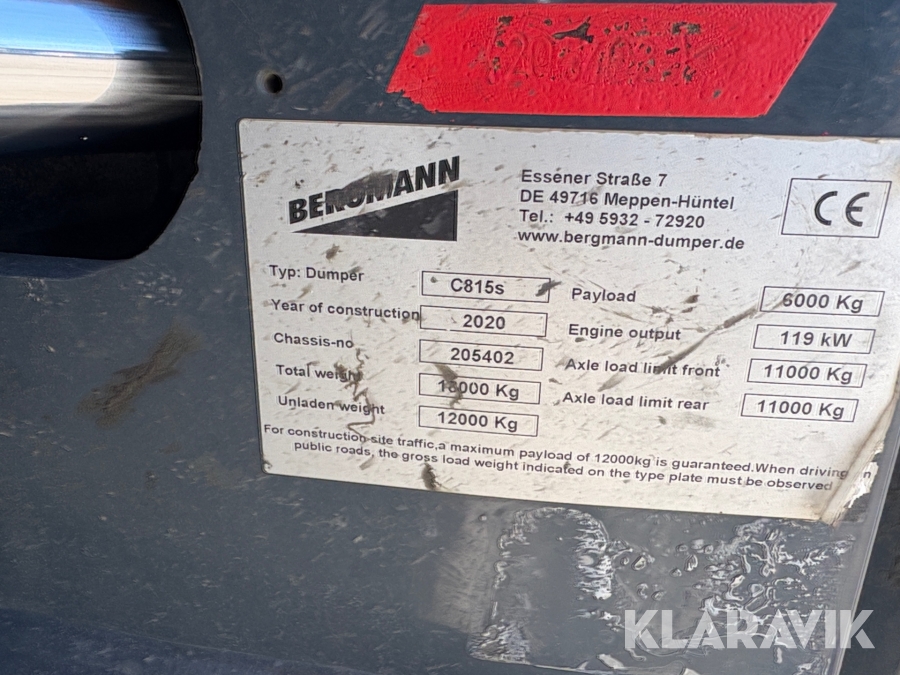 BERGMANN
Essener Straße 7
DE 49716 Meppen-Hüntel
Tel.: +49 5932 - 72920
www.bergmann-dumper.de
CE
Typ: Dumper C815s
Year of construction 2020
Chassis-no 205402
Total weight 18000 Kg
Unladen weight 12000 Kg
Payload 6000 Kg
Engine output 119 kW
Axle load limit front 11000 Kg
Axle load limit rear 11000 Kg
For construction site traffic,a maximum payload of 12000kg is guaranteed.When driving on
public roads, the gross load weight indicated on the type plate must be observed
KLARAVIK